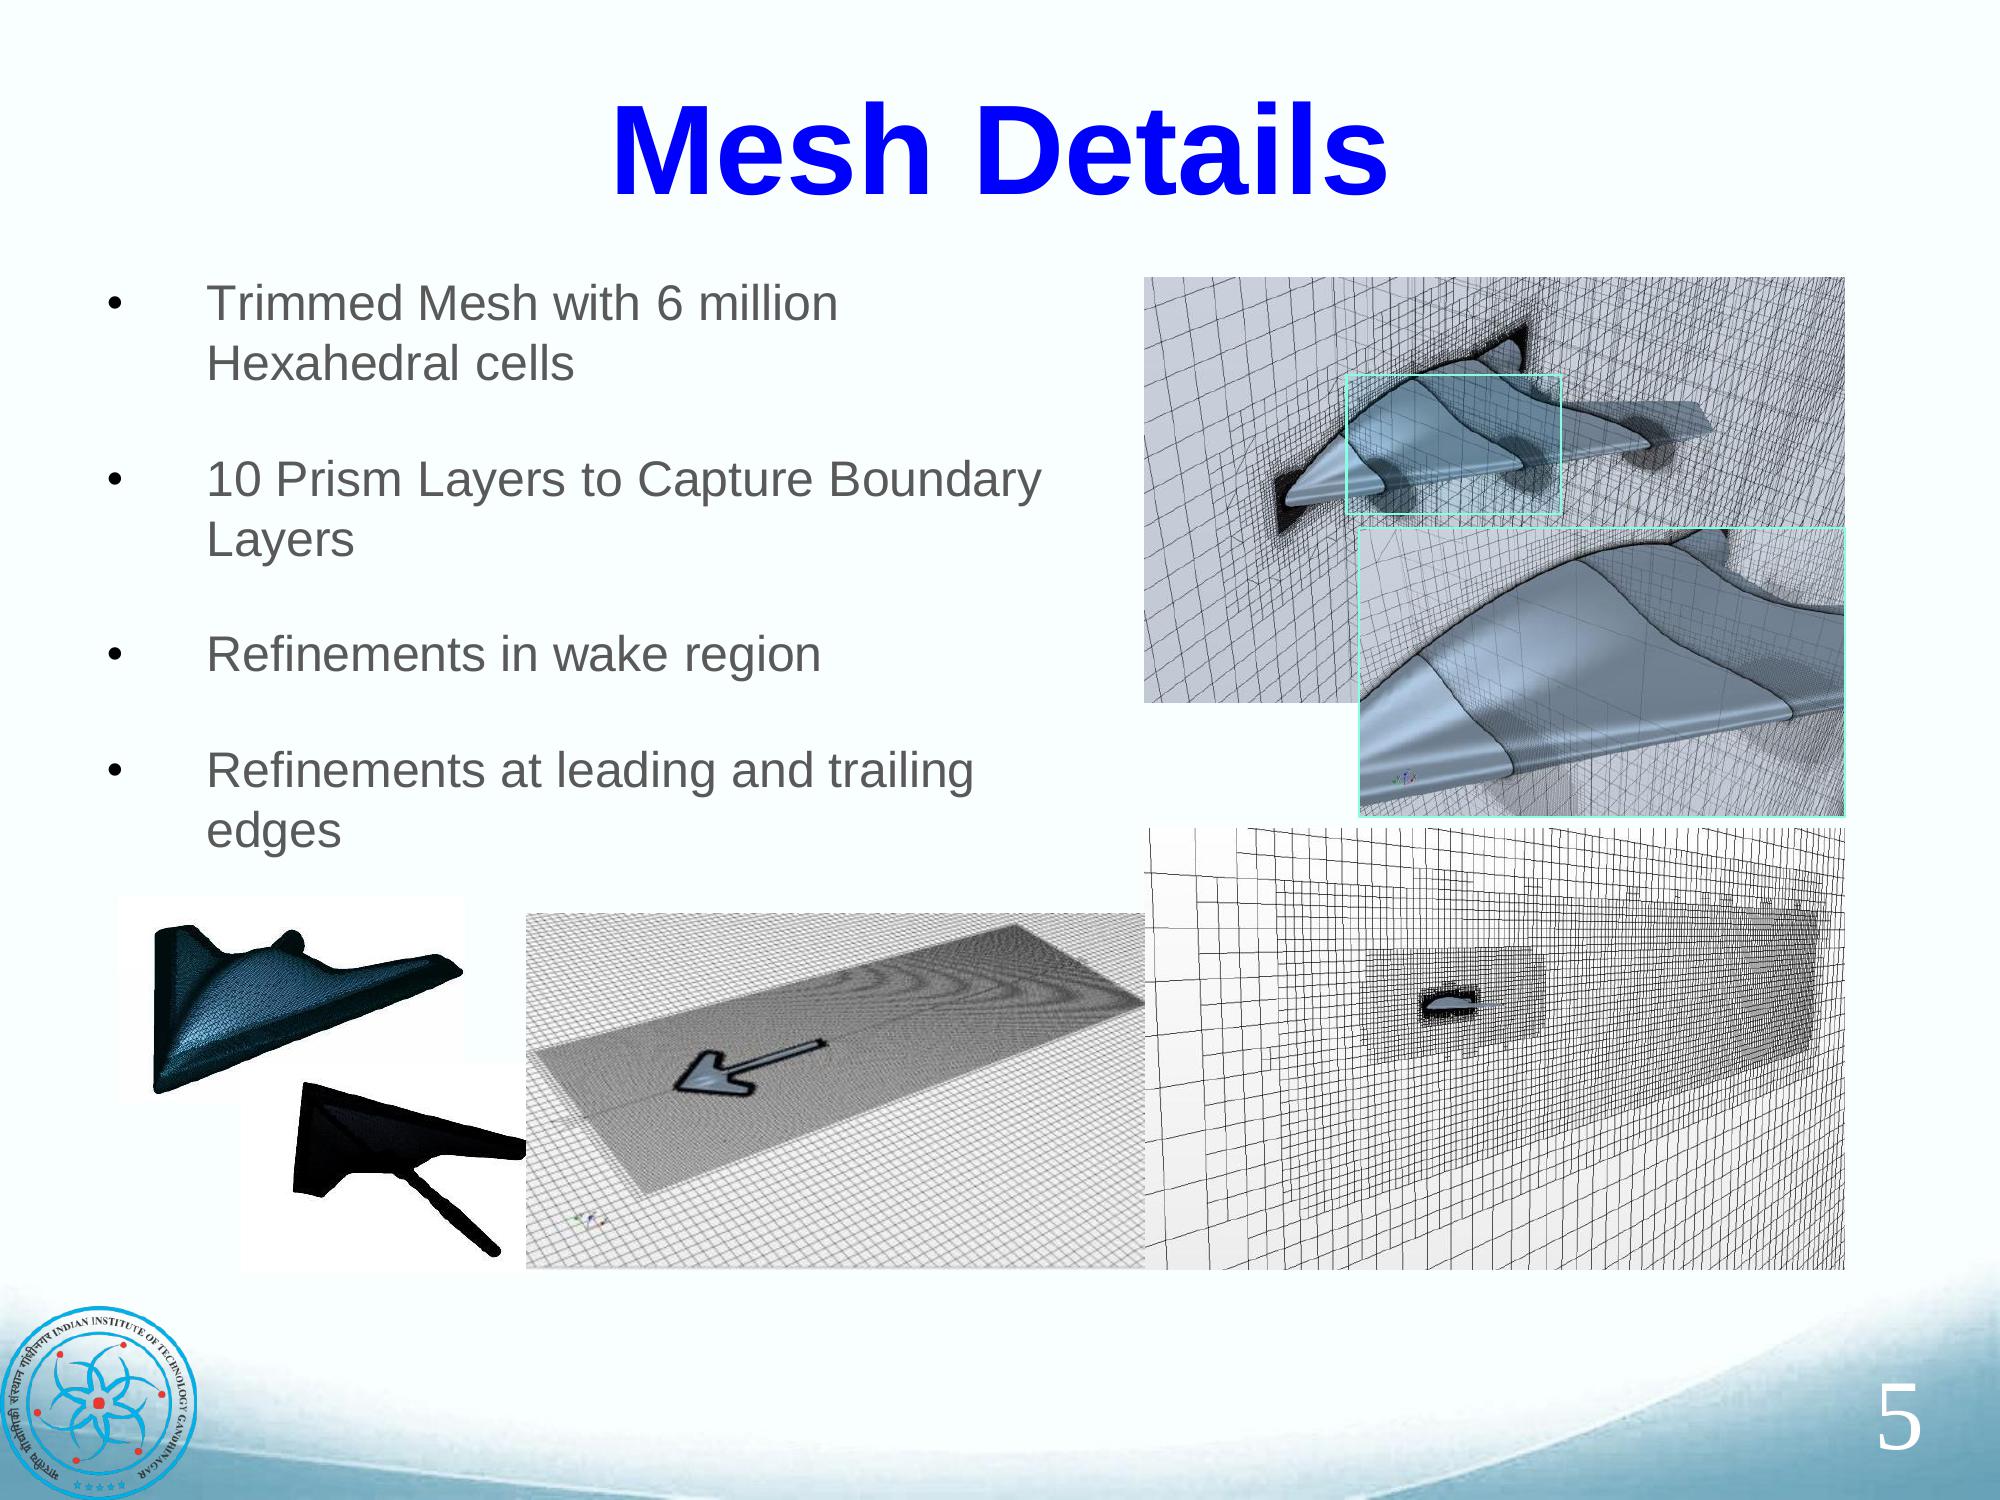 Mesh Details
• Trimmed Mesh with 6 million
Hexahedral cells
• 10 Prism Layers to Capture Boundary
Layers
• Refinements in wake region
• Refinements at leading and trailing
edges
भारतीय प्रौद्योगिकी संस्थान गांधीनगर
INDIAN INSTITUTE OF TECHNOLOGY GANDHINAGAR
5